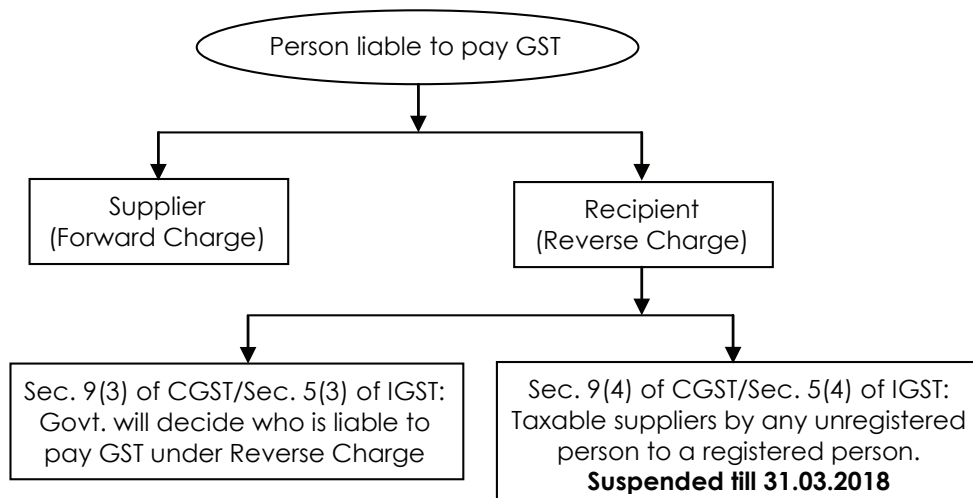 Person liable to pay GST
Supplier
(Forward Charge)
Recipient
(Reverse Charge)
Sec. 9(3) of CGST/Sec. 5(3) of IGST:
Govt. will decide who is liable to
pay GST under Reverse Charge
Sec. 9(4) of CGST/Sec. 5(4) of IGST:
Taxable suppliers by any unregistered
person to a registered person.
Suspended till 31.03.2018